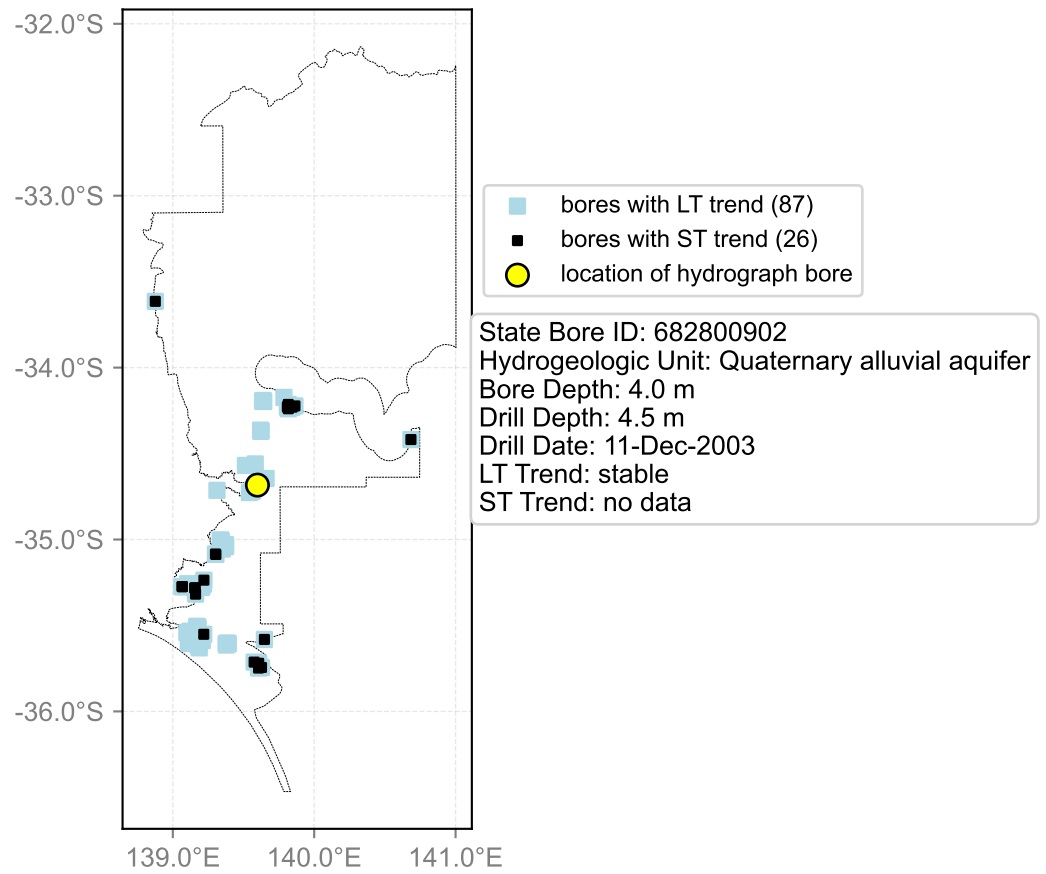 -32.0°S
-33.0°S
-34.0°S
-35.0°S
-36.0°S
139.0°E
140.0°E
141.0°E
bores with LT trend (87)
bores with ST trend (26)
location of hydrograph bore
State Bore ID: 682800902
Hydrogeologic Unit: Quaternary alluvial aquifer
Bore Depth: 4.0 m
Drill Depth: 4.5 m
Drill Date: 11-Dec-2003
LT Trend: stable
ST Trend: no data